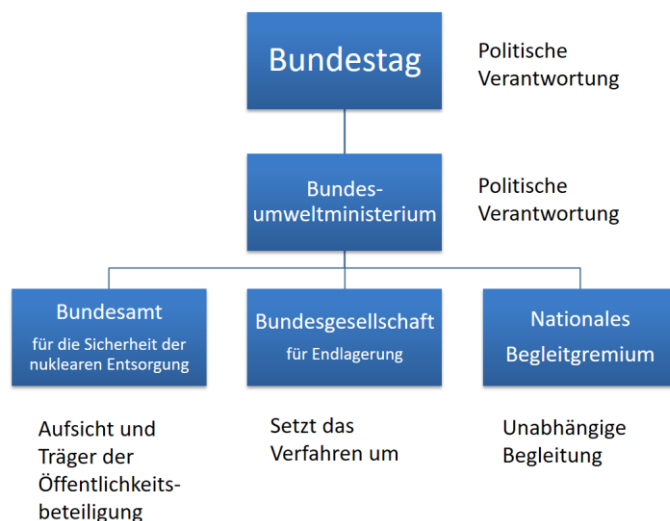 Bundestag
Politische
Verantwortung
Bundes-
umweltministerium
Politische
Verantwortung
Bundesamt
für die Sicherheit der
nuklearen Entsorgung
Bundesgesellschaft
für Endlagerung
Nationales
Begleitgremium
Aufsicht und
Träger der
Öffentlichkeits-
beteiligung
Setzt das
Verfahren um
Unabhängige
Begleitung